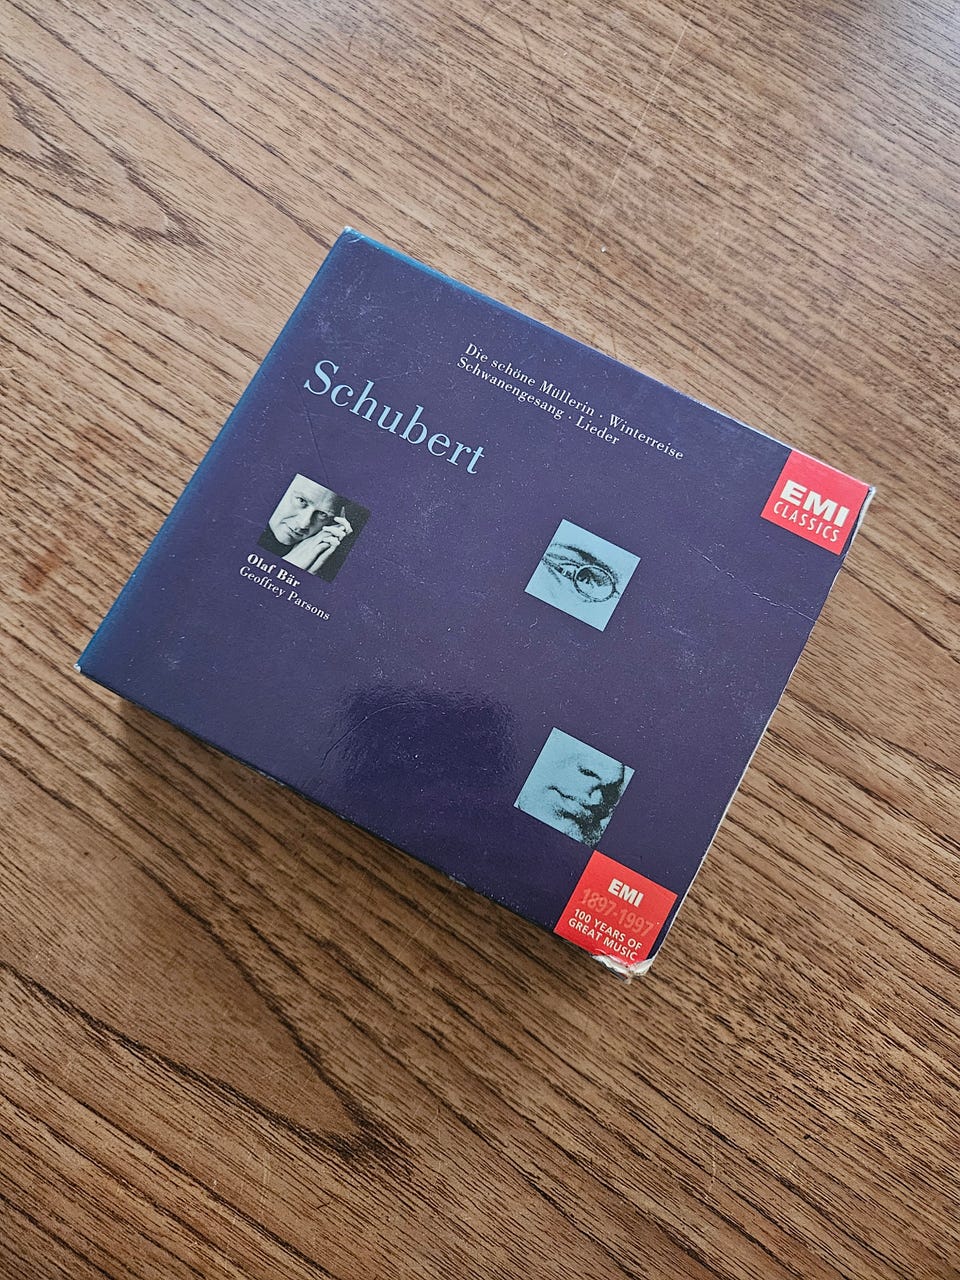 Die schöne Müllerin · Winterreise
Schwanengesang · Lieder
Schubert
EMI
CLASSICS
Olaf Bär
Geoffrey Parsons
EMI
1897-1997
100 YEARS OF
GREAT MUSIC